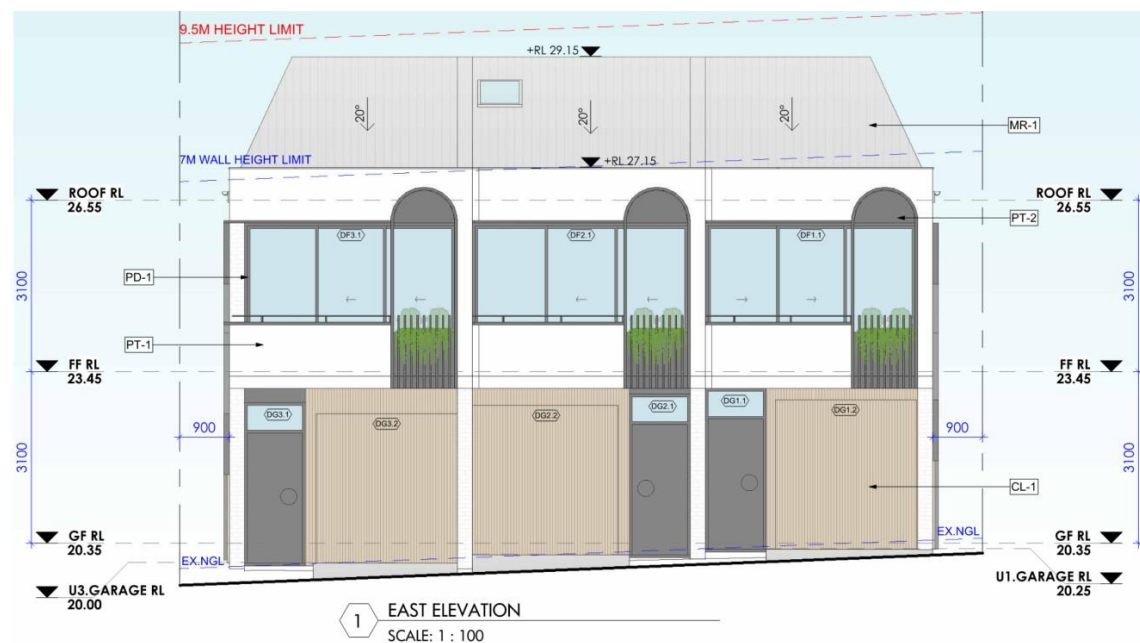 9.5M HEIGHT LIMIT
+RL 29.15
20°
20°
20°
MR-1
7M WALL HEIGHT LIMIT
+RL 27.15
ROOF RL
26.55
ROOF RL
26.55
PT-2
DF3.1
DF2.1
DF1.1
PD-1
3100
3100
PT-1
FF RL
23.45
FF RL
23.45
DG3.1
DG3.2
DG2.2
DG2.1
DG1.1
DG1.2
900
900
3100
3100
CL-1
GF RL
20.35
EX.NGL
EX.NGL
GF RL
20.35
U3.GARAGE RL
20.00
U1.GARAGE RL
20.25
1
EAST ELEVATION
SCALE: 1 : 100